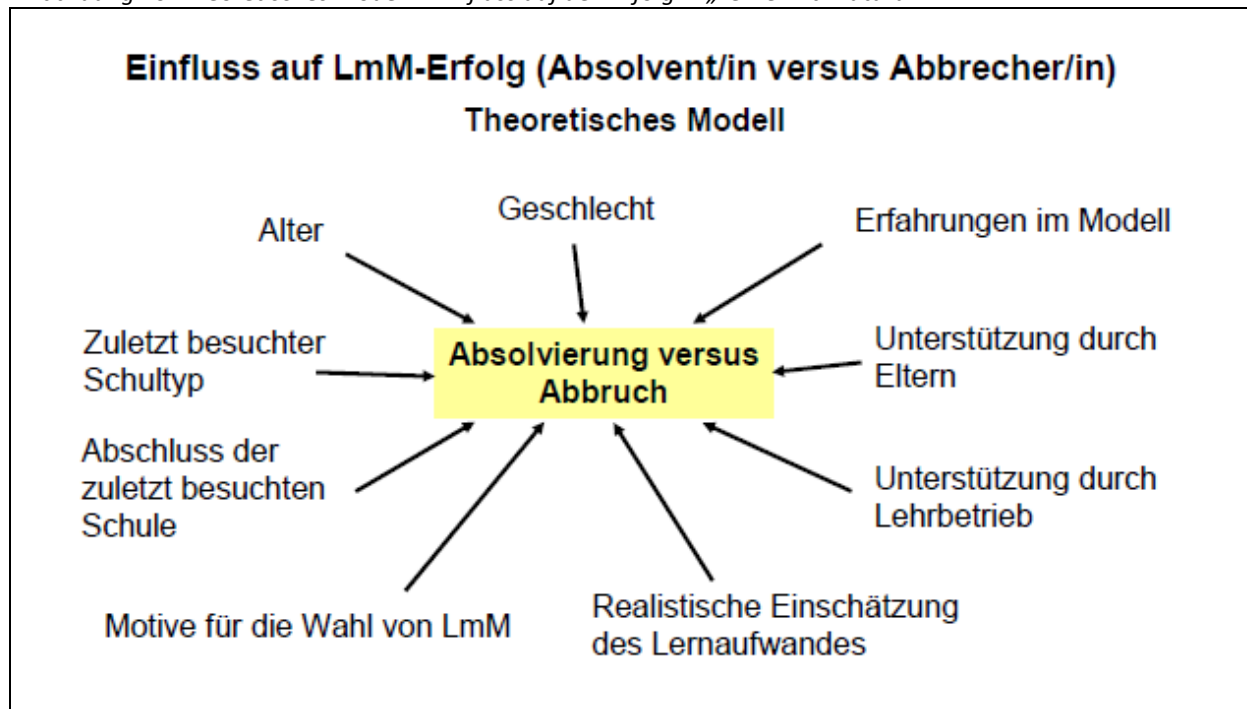 Einfluss auf LmM-Erfolg (Absolvent/in versus Abbrecher/in)
Theoretisches Modell
Geschlecht
Alter
Erfahrungen im Modell
Zuletzt besuchter
Schultyp
Absolvierung versus
Abbruch
Unterstützung durch
Eltern
Abschluss der
zuletzt besuchten
Schule
Unterstützung durch
Lehrbetrieb
Motive für die Wahl von LmM
Realistische Einschätzung
des Lernaufwandes